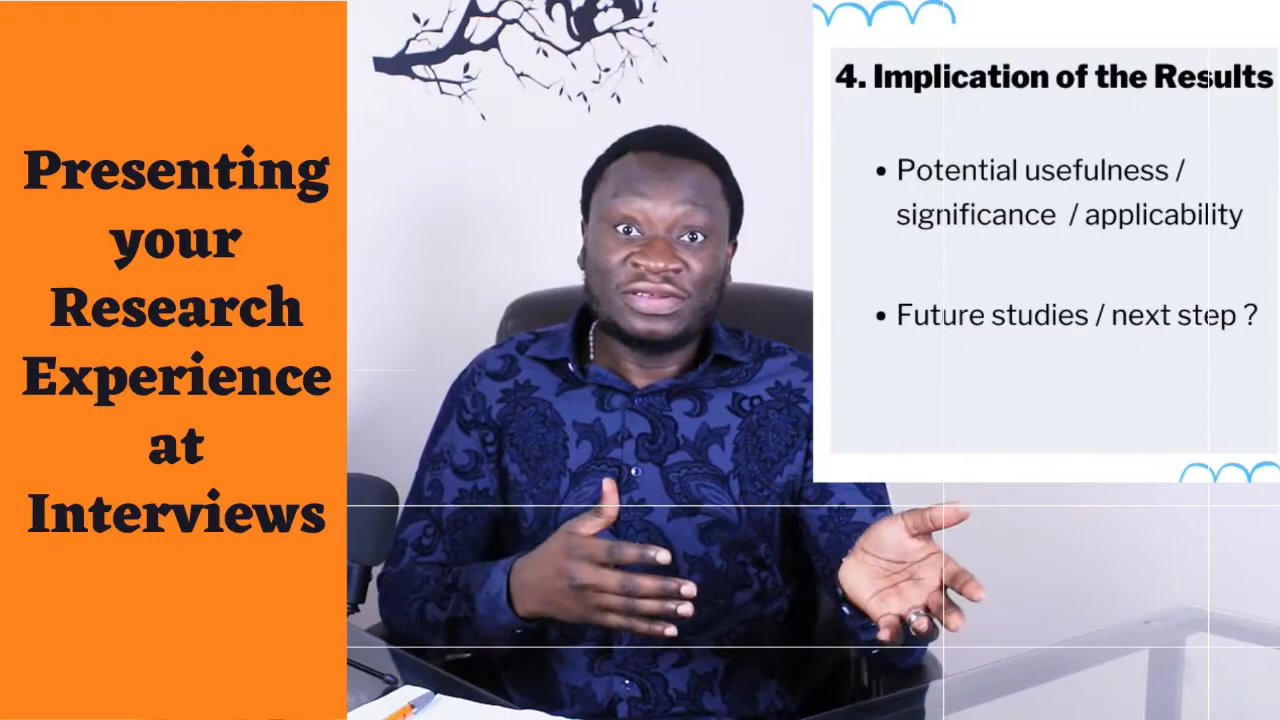 Presenting
your
Research
Experience
at
Interviews
4. Implication of the Results
• Potential usefulness /
significance / applicability
• Future studies / next step ?